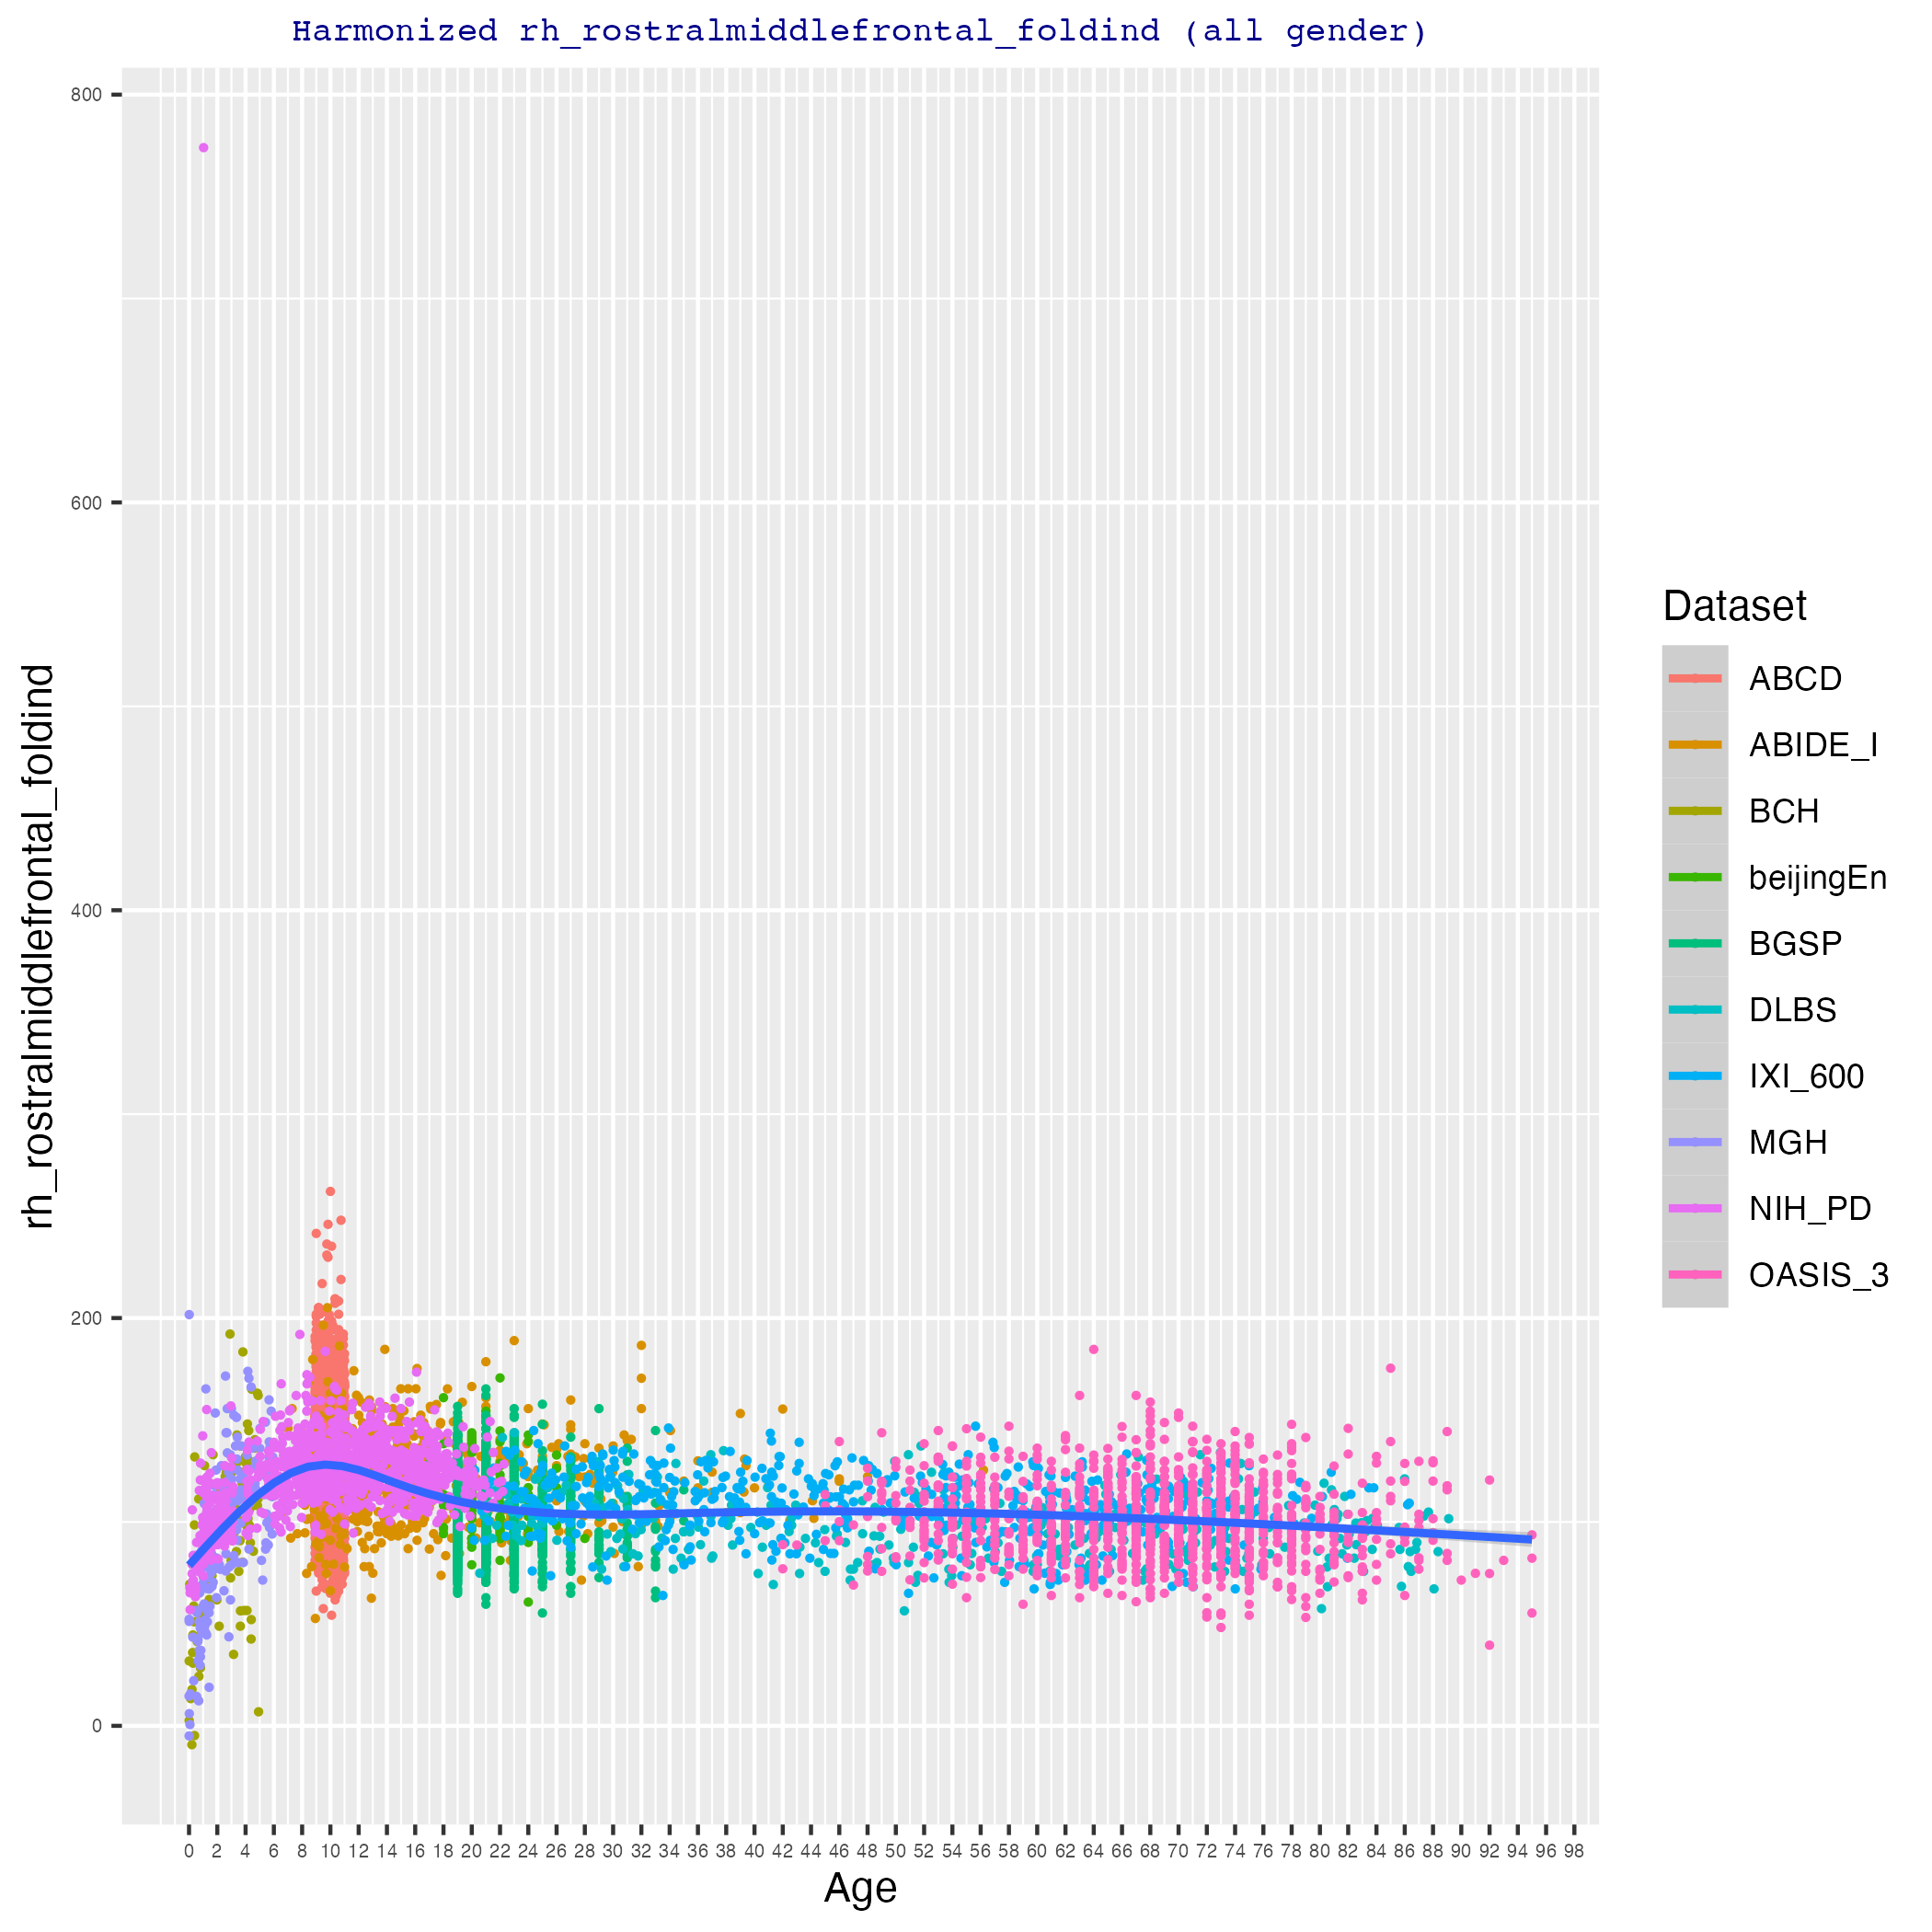 Harmonized rh_rostralmiddlefrontal_foldind (all gender)
rh_rostralmiddlefrontal_foldind
800
600
400
200
0
0 2 4 6 8 10 12 14 16 18 20 22 24 26 28 30 32 34 36 38 40 42 44 46 48 50 52 54 56 58 60 62 64 66 68 70 72 74 76 78 80 82 84 86 88 90 92 94 96 98
Age
Dataset
ABCD
ABIDE_I
BCH
beijingEn
BGSP
DLBS
IXI_600
MGH
NIH_PD
OASIS_3